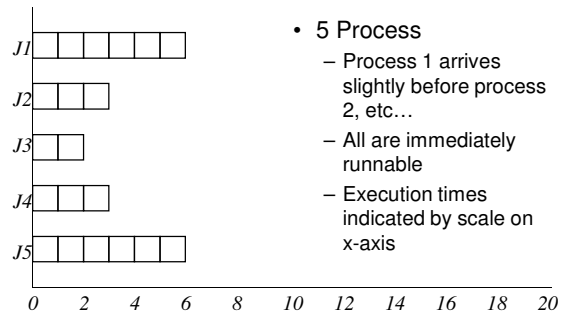 J1
J2
J3
J4
J5
0 2 4 6 8 10 12 14 16 18 20
• 5 Process
– Process 1 arrives
slightly before process
2, etc…
– All are immediately
runnable
– Execution times
indicated by scale on
x-axis